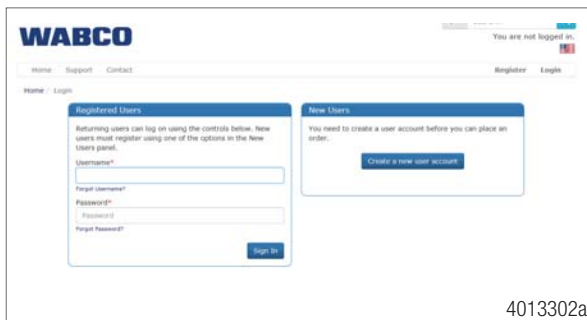 WABCO
You are not logged in.
Home Support Contact
Register Login
Home / Login
Registered Users
Returning users can log on using the controls below. New
users must register using one of the options in the New
Users panel.
Username*
Forgot Username?
Password*
Password
Forgot Password?
Sign In
New Users
You need to create a user account before you can place an
order.
Create a new user account
4013302a